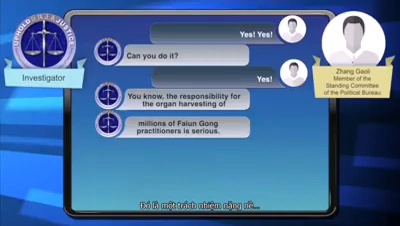 Yes! Yes!
Can you do it?
Yes!
You know, the responsibility for
the organ harvesting of
millions of Falun Gong
practitioners is serious.
UPHOLD JUSTICE
Investigator
Zhang Gaoli
Member of the
Standing Committee
of the Political Bureau
Đó là một trách nhiệm nặng nề...